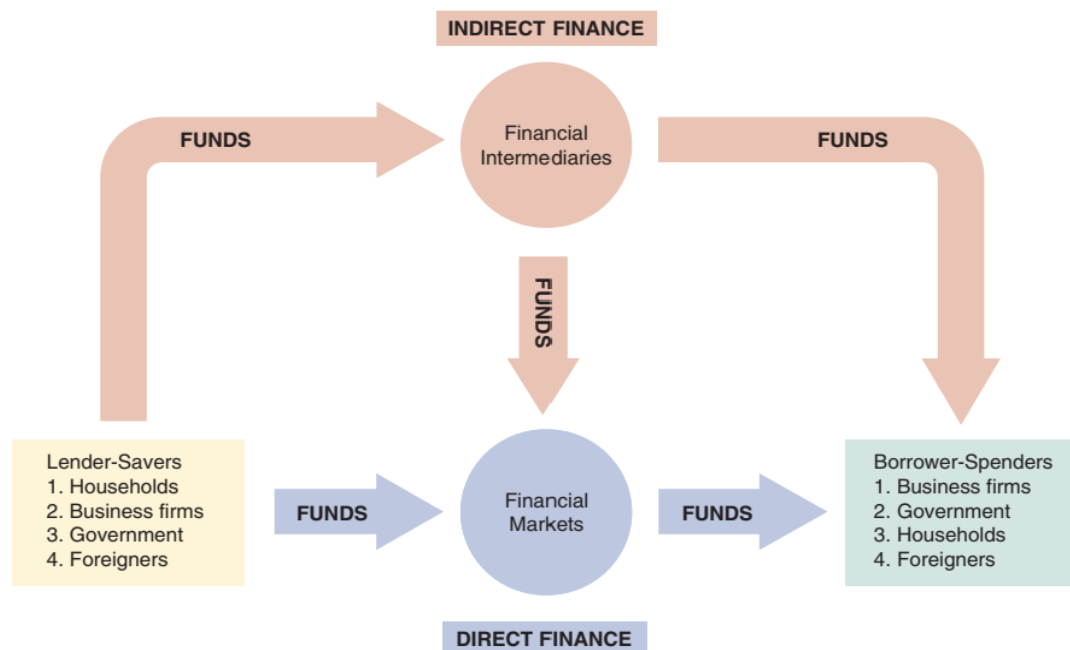 INDIRECT FINANCE
FUNDS
Financial
Intermediaries
FUNDS
FUNDS
Lender-Savers
1. Households
2. Business firms
3. Government
4. Foreigners
FUNDS
Financial
Markets
FUNDS
Borrower-Spenders
1. Business firms
2. Government
3. Households
4. Foreigners
DIRECT FINANCE